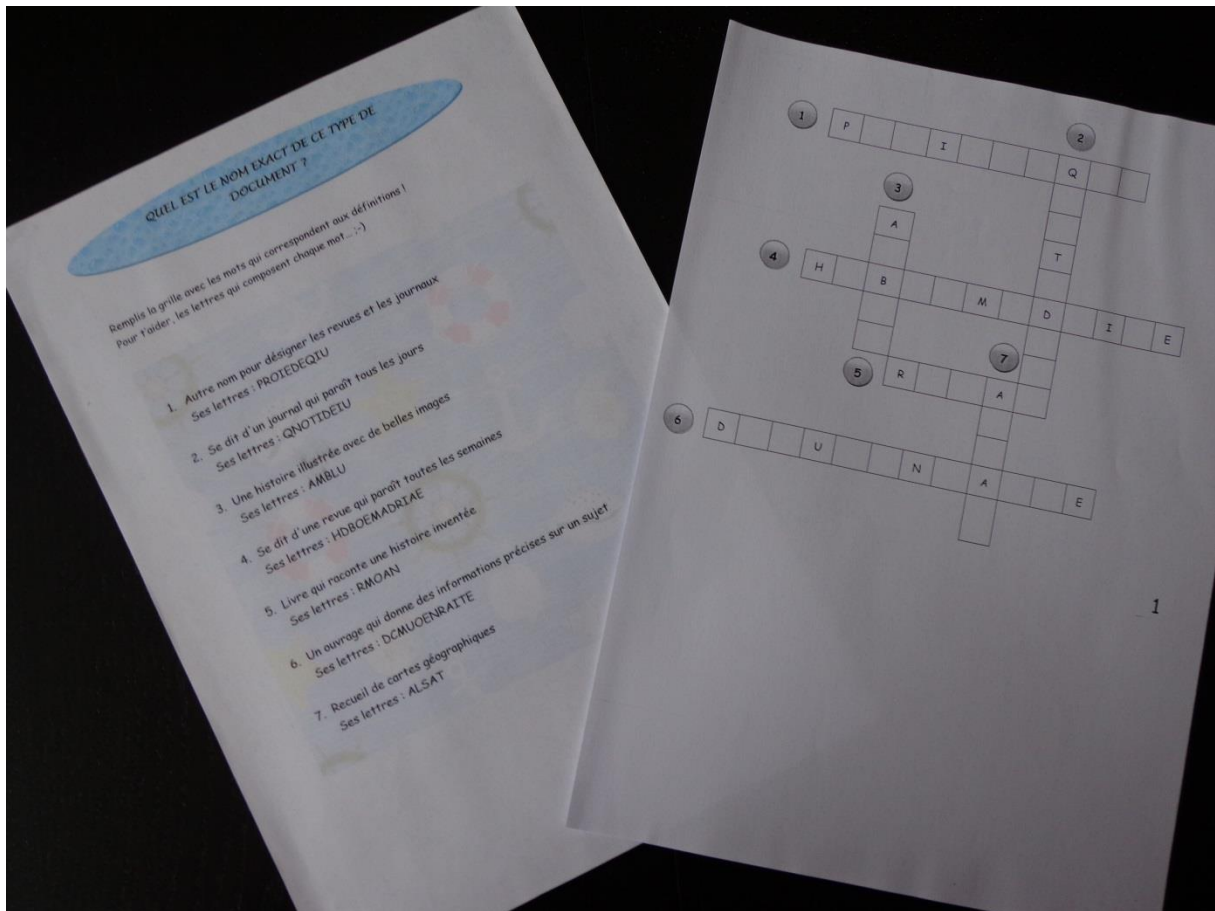 QUEL EST LE NOM EXACT DE CE TYPE DE
DOCUMENT ?
Remplis la grille avec les mots qui correspondent aux définitions !
Pour t'aider, les lettres qui composent chaque mot... ;-)
1. Autre nom pour désigner les revues et les journaux
Ses lettres : PROIEDEQIU
2. Se dit d'un journal qui paraît tous les jours
Ses lettres : QNOTIDEIU
3. Une histoire illustrée avec de belles images
Ses lettres : AMBLU
4. Se dit d'une revue qui paraît toutes les semaines
Ses lettres : HDBOEMADRIAE
5. Livre qui raconte une histoire inventée
Ses lettres : RMOAN
6. Un ouvrage qui donne des informations précises sur un sujet
Ses lettres : DCMUOENRAITE
7. Recueil de cartes géographiques
Ses lettres : ALSAT
1 P I Q
2
3
A
T
4 H B M D I E
7
5 R A
6 D U N A E
1